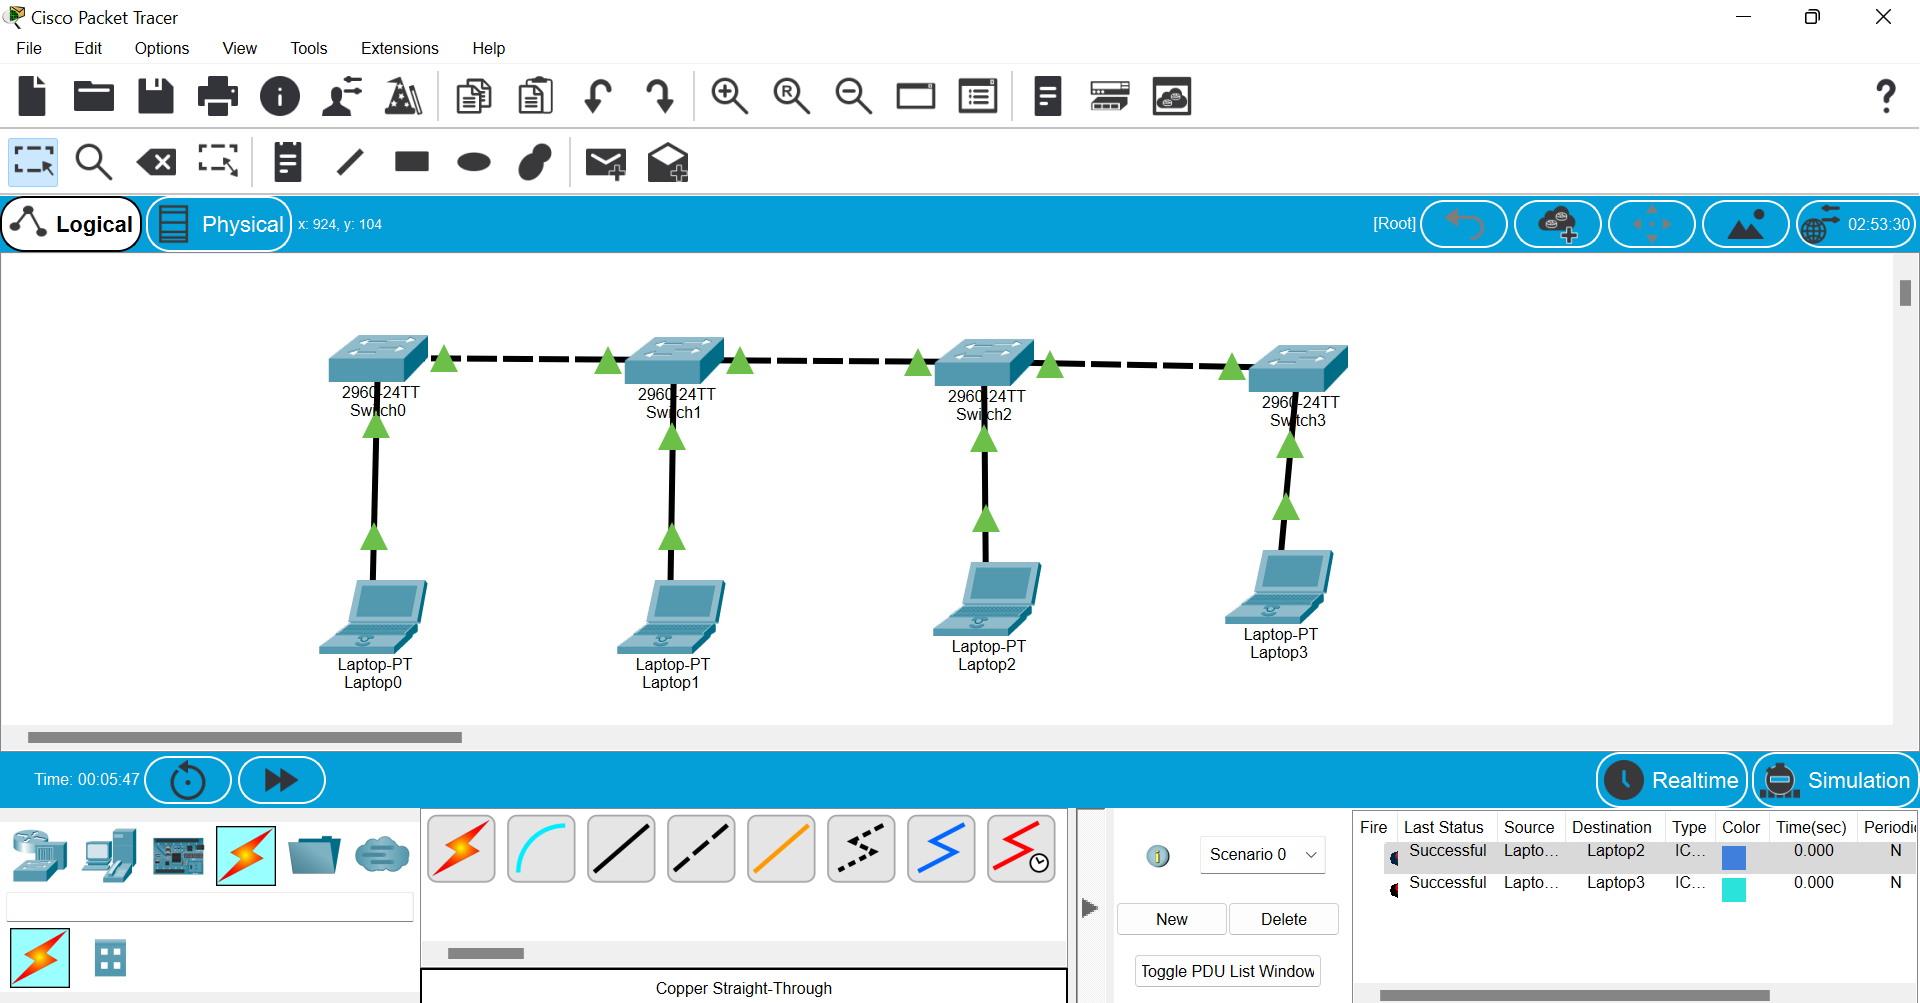 Cisco Packet Tracer
File Edit Options View Tools Extensions Help
Logical Physical x: 924, y: 104 [Root] 02:53:30
2960-24TT
Switch0
2960-24TT
Switch1
2960-24TT
Switch2
2960-24TT
Switch3
Laptop-PT
Laptop0
Laptop-PT
Laptop1
Laptop-PT
Laptop2
Laptop-PT
Laptop3
Time: 00:05:47 Realtime Simulation
Scenario 0
New Delete
Toggle PDU List Window
Fire Last Status Source Destination Type Color Time(sec) Periodi
Successful Lapto... Laptop2 IC... 0.000 N
Successful Lapto... Laptop3 IC... 0.000 N
Copper Straight-Through